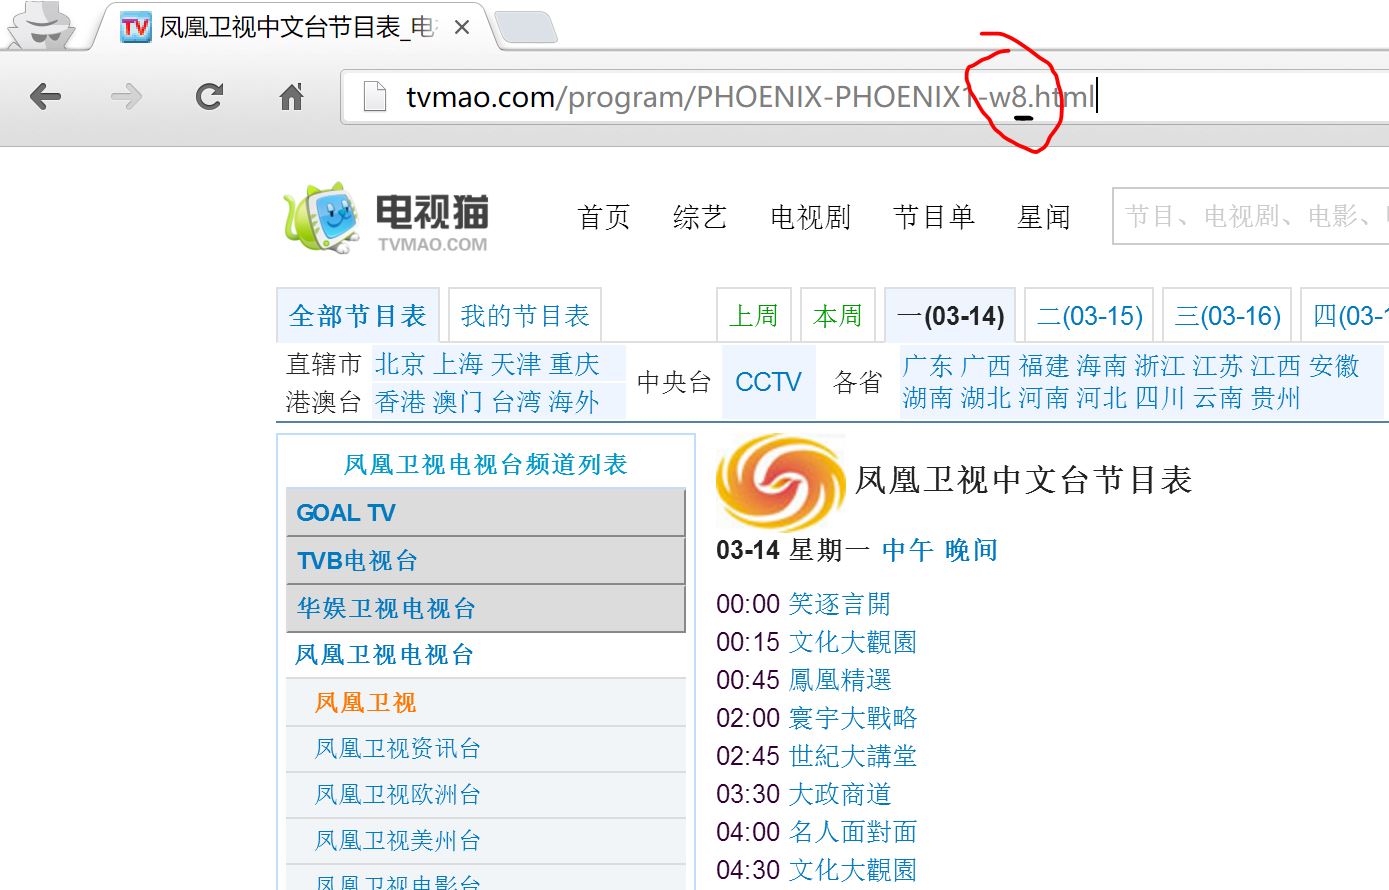 凤凰卫视中文台节目表_电
tvmao.com/program/PHOENIX-PHOENIX1-w8.html
电视猫
TVMAO.COM
首页 综艺 电视剧 节目单 星闻 节目、电视剧、电影、
全部节目表 我的节目表 上周 本周 一(03-14) 二(03-15) 三(03-16) 四(03-1
直辖市 北京 上海 天津 重庆
港澳台 香港 澳门 台湾 海外
中央台 CCTV 各省
广东 广西 福建 海南 浙江 江苏 江西 安徽
湖南 湖北 河南 河北 四川 云南 贵州
凤凰卫视电视台频道列表
GOAL TV
TVB电视台
华娱卫视电视台
凤凰卫视电视台
凤凰卫视
凤凰卫视资讯台
凤凰卫视欧洲台
凤凰卫视美洲台
凤凰卫视电影台
凤凰卫视中文台节目表
03-14 星期一 中午 晚间
00:00 笑逐言開
00:15 文化大觀園
00:45 鳳凰精選
02:00 寰宇大戰略
02:45 世紀大講堂
03:30 大政商道
04:00 名人面對面
04:30 文化大觀園